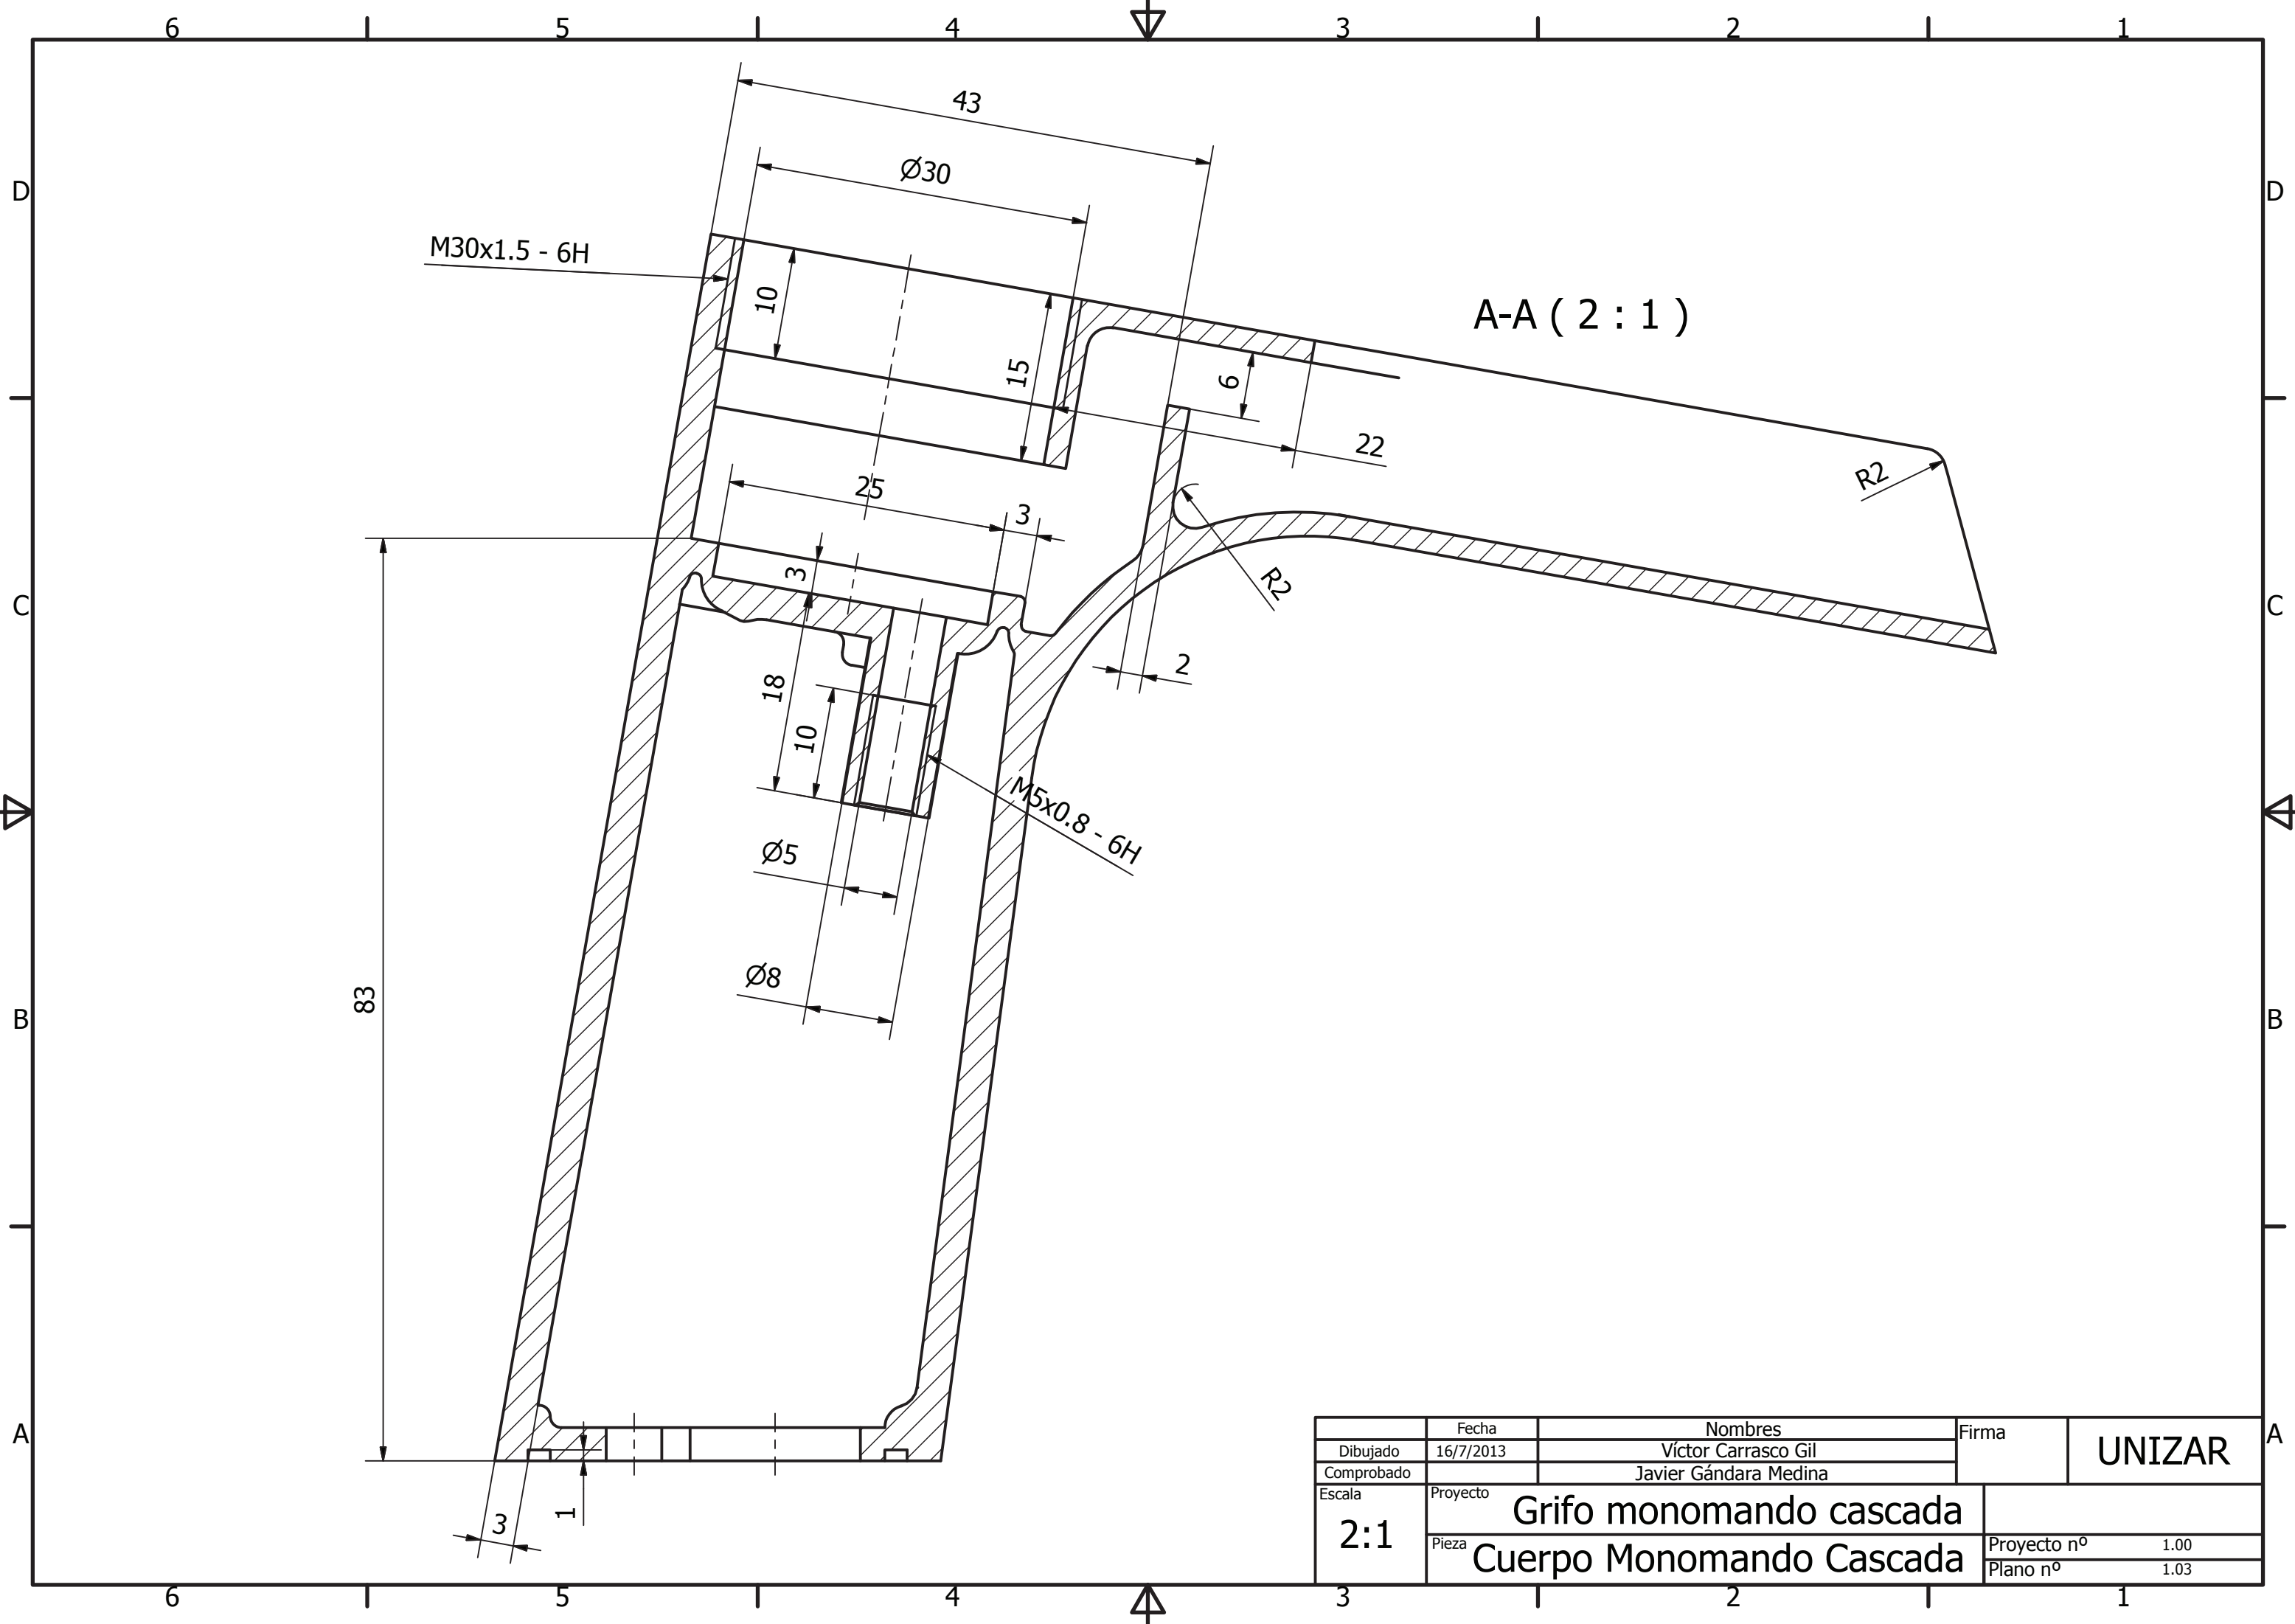 6 5 4 3 2 1
D D
C C
B B
A A
43
Ø30
M30x1.5 - 6H
10
15
A-A ( 2 : 1 )
6
22
R2
25
3
3
R2
2
18
10
M5x0.8 - 6H
Ø5
Ø8
83
1
3
Fecha Nombres Firma
UNIZAR
Dibujado 16/7/2013 Víctor Carrasco Gil
Comprobado Javier Gándara Medina
Escala
2:1
Proyecto Grifo monomando cascada
Pieza Cuerpo Monomando Cascada
Proyecto nº 1.00
Plano nº 1.03
6 5 4 3 2 1